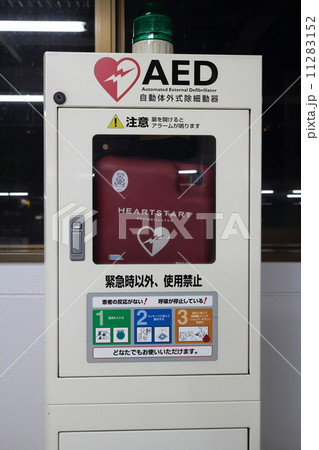 AED
Automated External Defibrillator
自動体外式除細動器
注意 扉を開けると
アラームが鳴ります
HEARTSTART
DEFIBRILLATOR
PIXTA
緊急時以外、使用禁止
患者の反応がない! 呼吸が停止している!
1 2 3
どなたでもお使いいただけます。
pixta.jp - 11283152